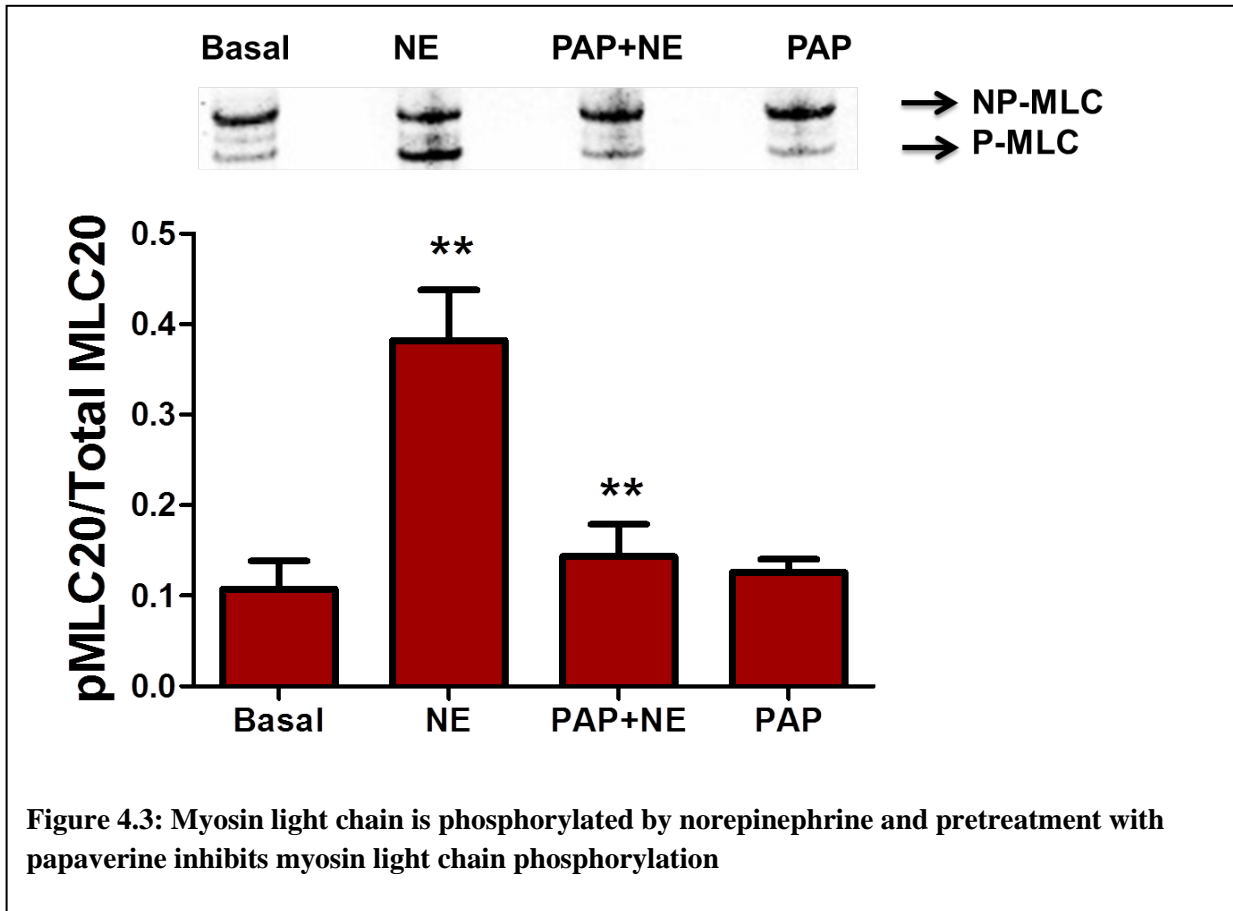 Basal NE PAP+NE PAP
NP-MLC
P-MLC
pMLC20/Total MLC20
0.5
0.4
0.3
0.2
0.1
0.0
**
**
Basal NE PAP+NE PAP
Figure 4.3: Myosin light chain is phosphorylated by norepinephrine and pretreatment with
papaverine inhibits myosin light chain phosphorylation